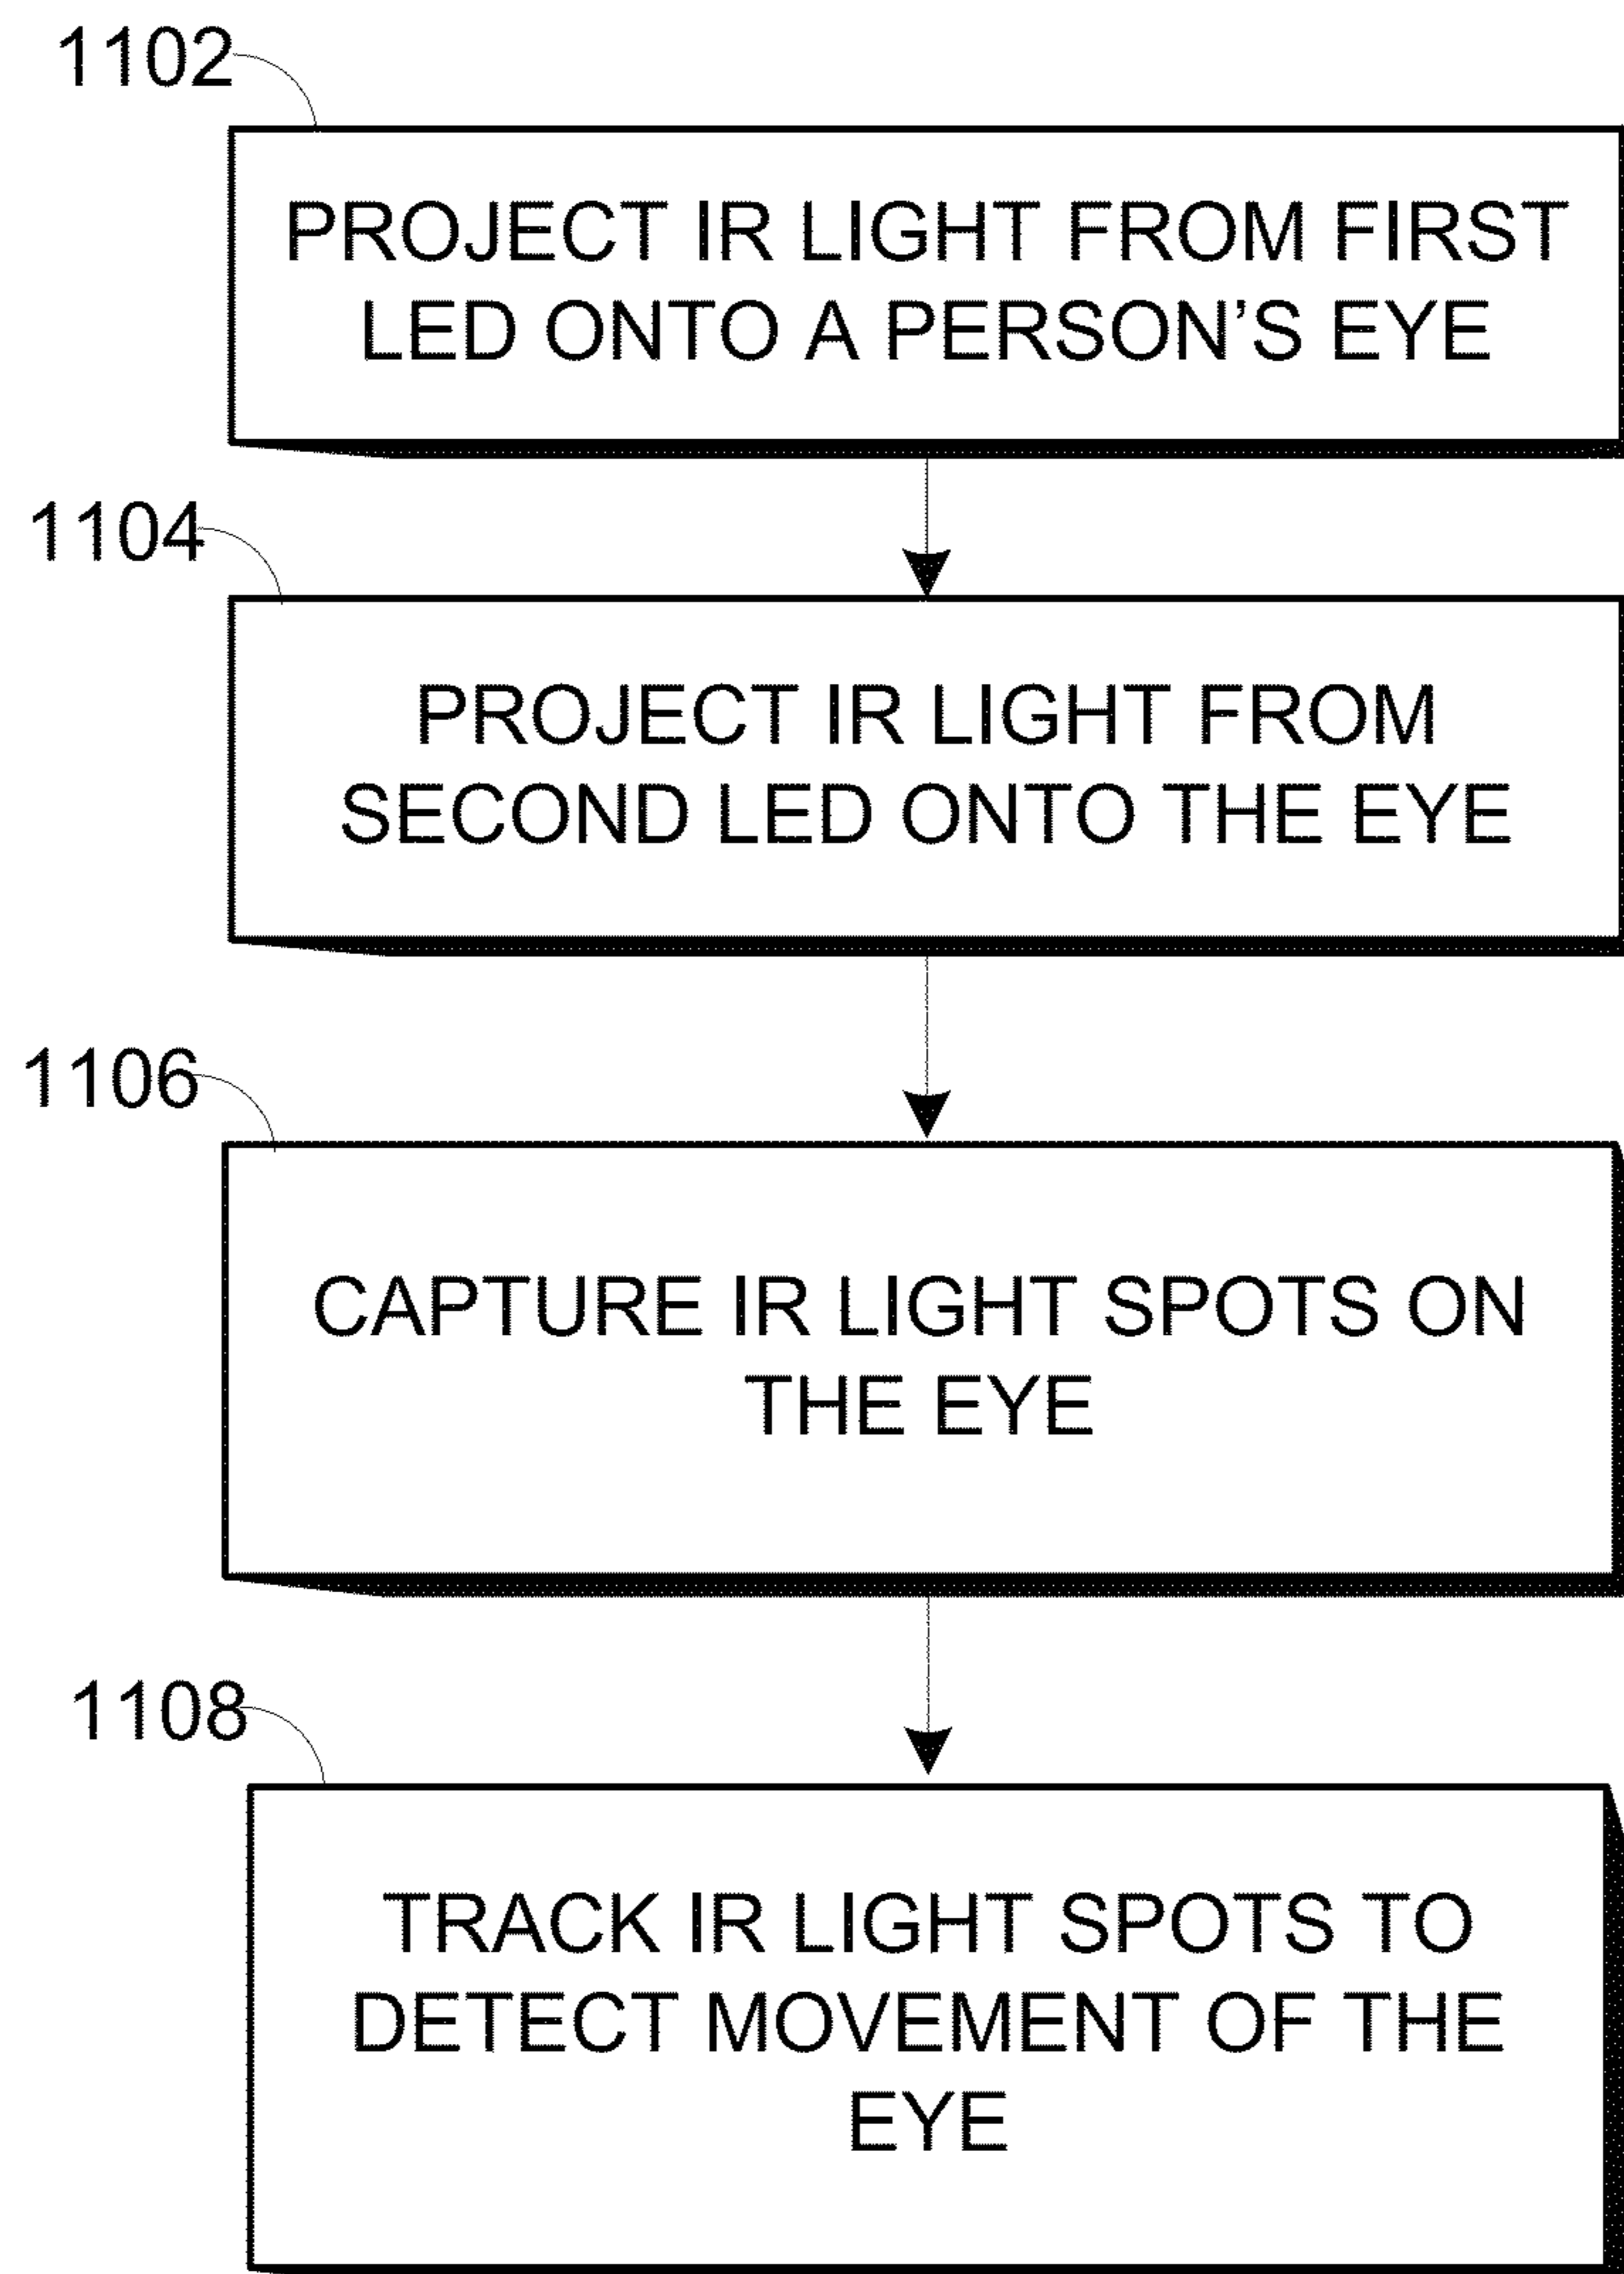 1102
PROJECT IR LIGHT FROM FIRST
LED ONTO A PERSON’S EYE
1104
PROJECT IR LIGHT FROM
SECOND LED ONTO THE EYE
1106
CAPTURE IR LIGHT SPOTS ON
THE EYE
1108
TRACK IR LIGHT SPOTS TO
DETECT MOVEMENT OF THE
EYE